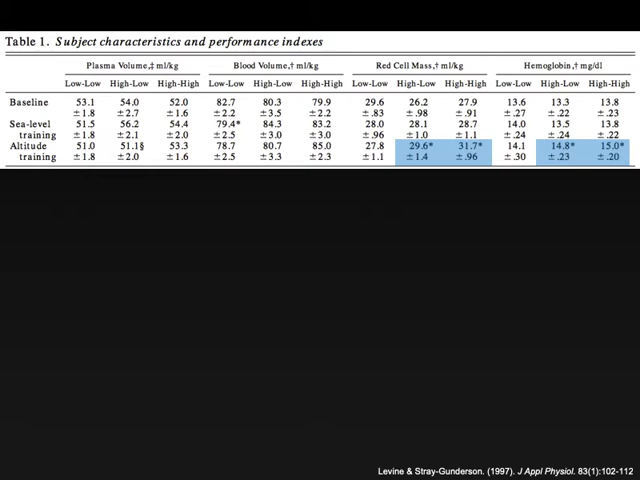 Table 1. Subject characteristics and performance indexes
Plasma Volume,‡ ml/kg Blood Volume,† ml/kg Red Cell Mass,† ml/kg Hemoglobin,† mg/dl
Low-Low High-Low High-High Low-Low High-Low High-High Low-Low High-Low High-High Low-Low High-Low High-High
Baseline 53.1 54.0 52.0 82.7 80.3 79.9 29.6 26.2 27.9 13.6 13.3 13.8
±1.8 ±2.7 ±1.6 ±2.2 ±3.5 ±2.2 ±.83 ±.98 ±.91 ±.27 ±.22 ±.23
Sea-level 51.5 56.2 54.4 79.4* 84.3 83.2 28.0 28.1 28.7 14.0 13.5 13.8
training ±1.8 ±2.1 ±2.0 ±2.5 ±3.0 ±3.0 ±.96 ±1.0 ±1.1 ±.24 ±.24 ±.22
Altitude 51.0 51.1§ 53.3 78.7 80.7 85.0 27.8 29.6* 31.7* 14.1 14.8* 15.0*
training ±1.8 ±2.0 ±1.6 ±2.5 ±3.3 ±2.3 ±1.1 ±1.4 ±.96 ±.30 ±.23 ±.20
Levine & Stray-Gunderson. (1997). J Appl Physiol. 83(1):102-112